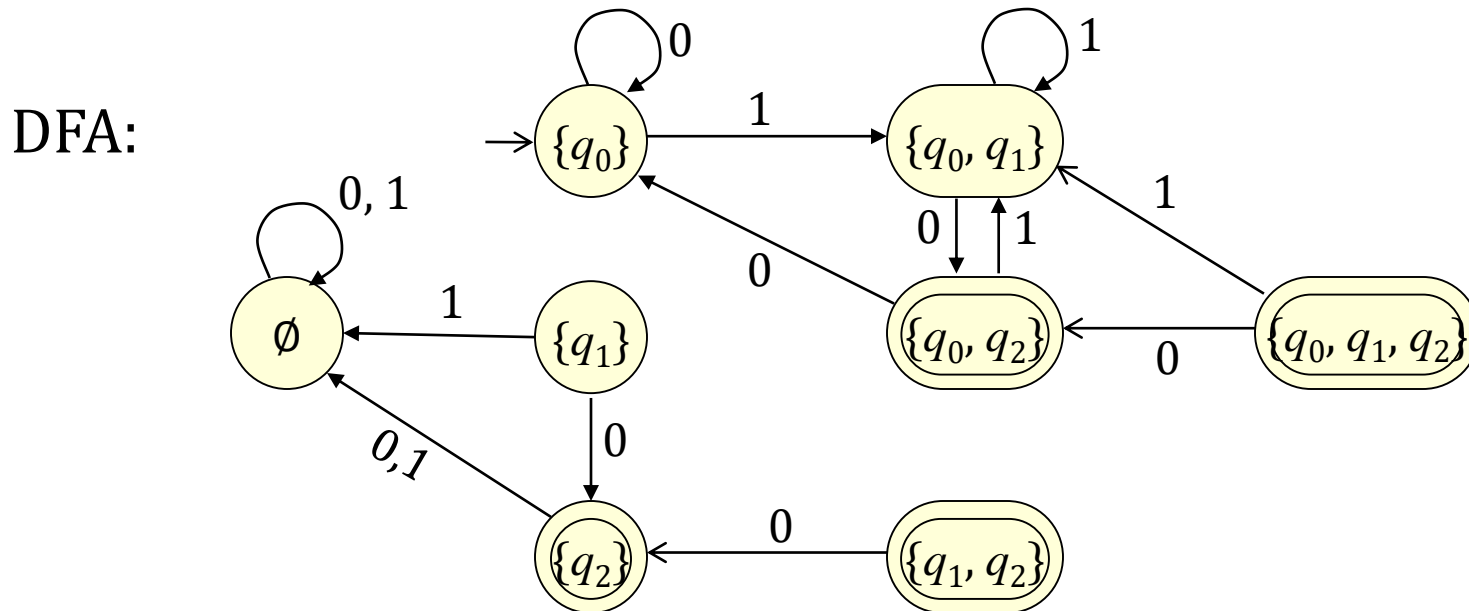 0
1
DFA:
{q₀}
1
{q₀, q₁}
0, 1
1
0
1
0
1
∅
{q₁}
{q₀, q₂}
{q₀, q₁, q₂}
0
0
0,1
0
{q₂}
{q₁, q₂}